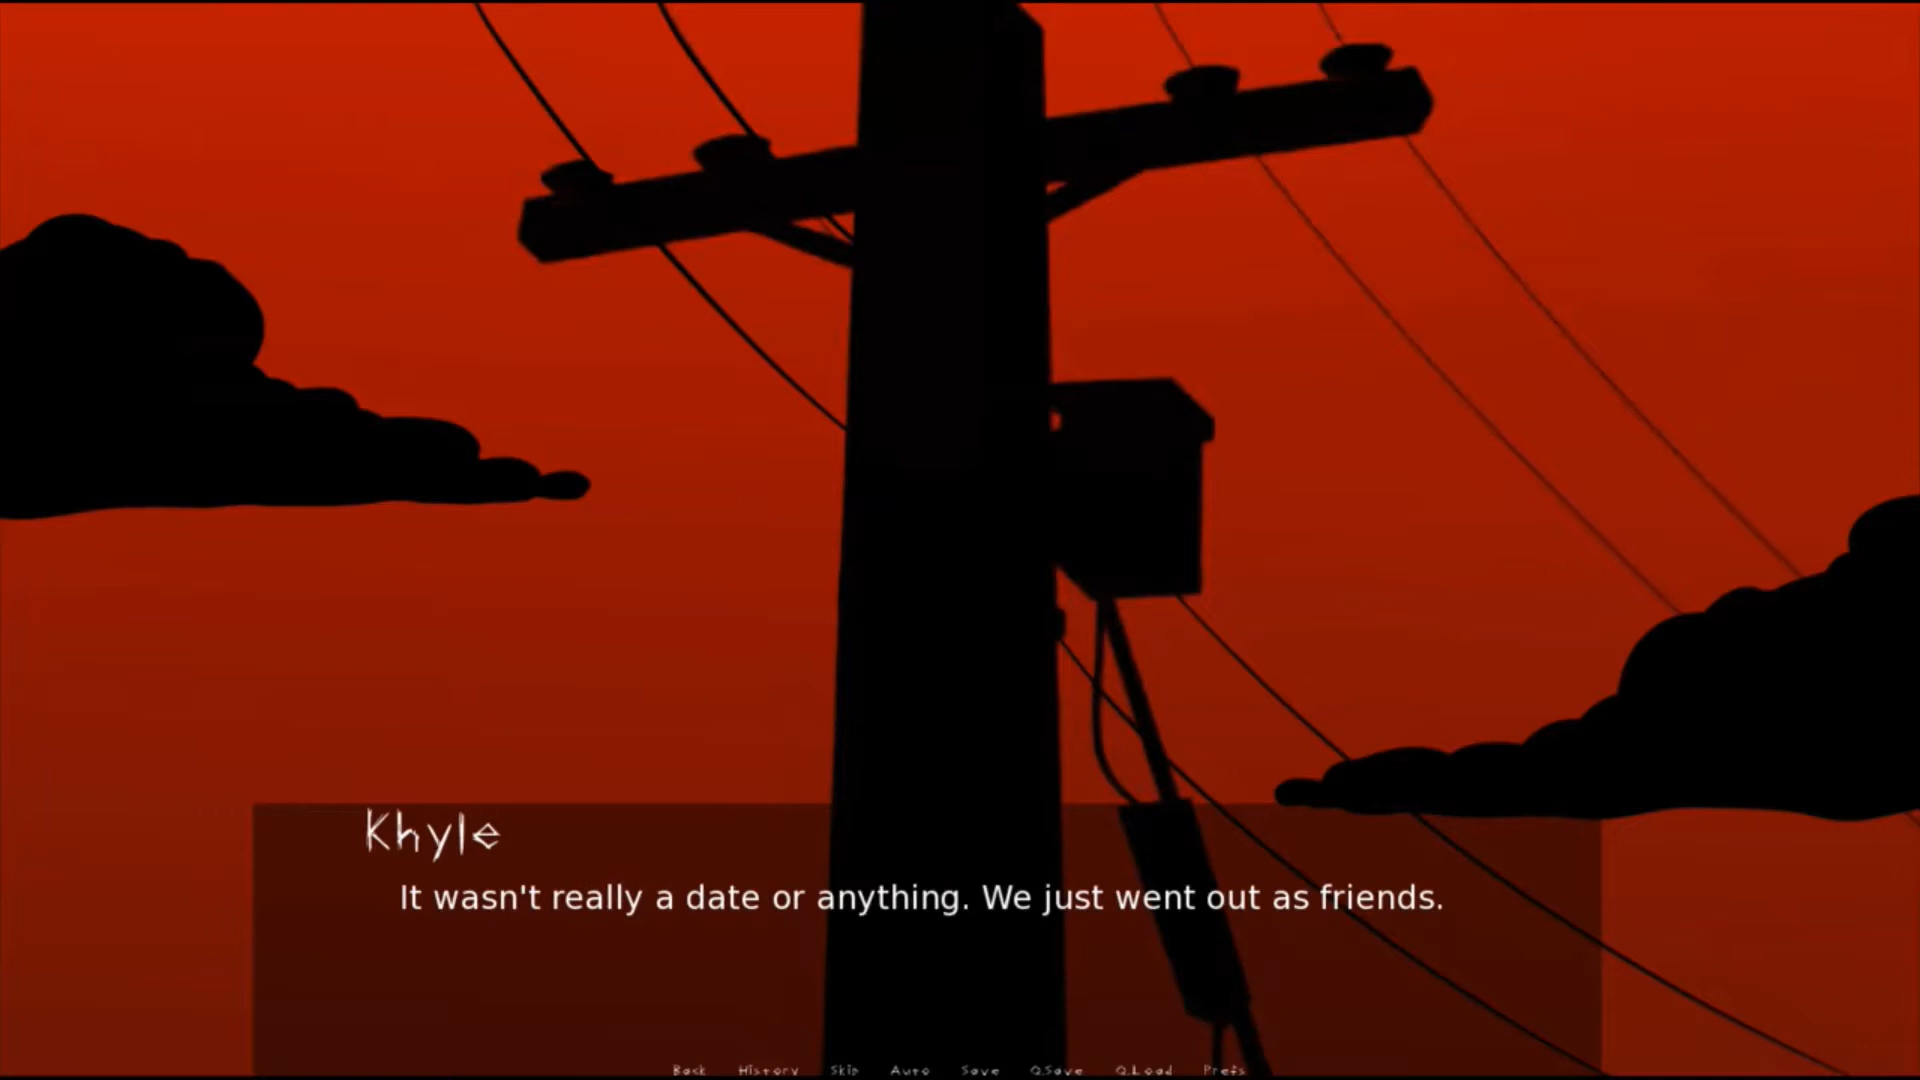 Khyle
It wasn't really a date or anything. We just went out as friends.
Back History Skip Auto Save Q.Save Q.Load Prefs